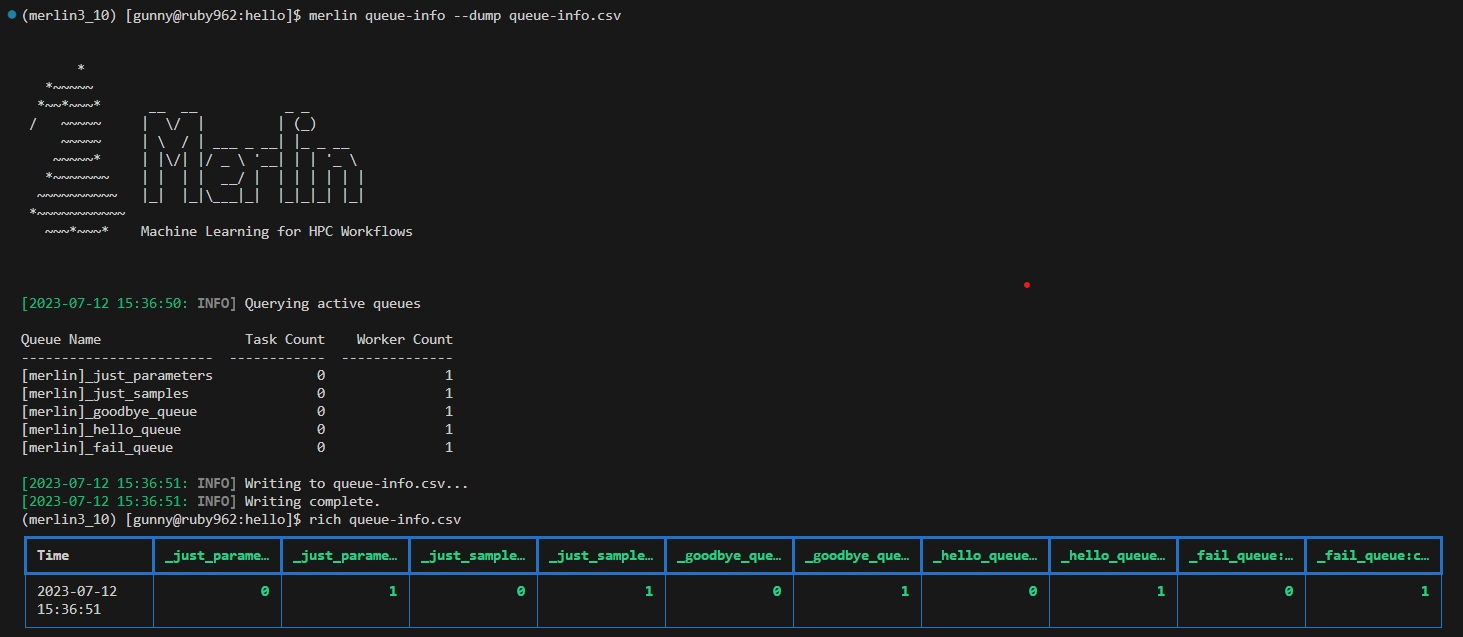 (merlin3_10) [gunny@ruby962:hello]$ merlin queue-info --dump queue-info.csv
Merlin
Machine Learning for HPC Workflows
[2023-07-12 15:36:50: INFO] Querying active queues
Queue Name Task Count Worker Count
------------------------ ------------ --------------
[merlin]_just_parameters 0 1
[merlin]_just_samples 0 1
[merlin]_goodbye_queue 0 1
[merlin]_hello_queue 0 1
[merlin]_fail_queue 0 1
[2023-07-12 15:36:51: INFO] Writing to queue-info.csv...
[2023-07-12 15:36:51: INFO] Writing complete.
(merlin3_10) [gunny@ruby962:hello]$ rich queue-info.csv
Time _just_parame… _just_parame… _just_sample… _just_sample… _goodbye_que… _goodbye_que… _hello_queue… _hello_queue… _fail_queue:… _fail_queue:c…
2023-07-12 0 1 0 1 0 1 0 1 0 1
15:36:51